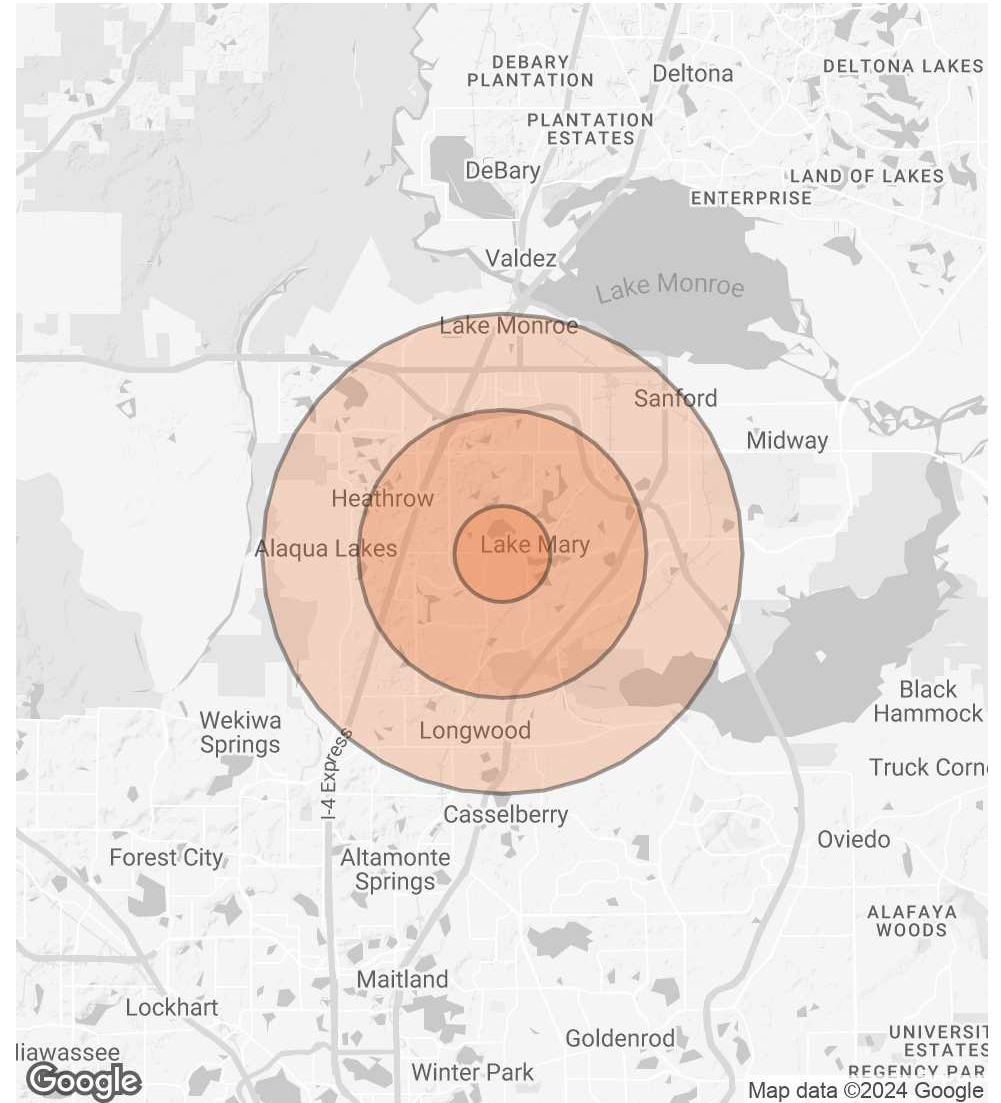 DEBARY
PLANTATION
Deltona
DELTONA LAKES
PLANTATION
ESTATES
DeBary
LAND OF LAKES
ENTERPRISE
Valdez
Lake Monroe
Lake Monroe
Sanford
Midway
Heathrow
Alaqua Lakes
Lake Mary
Black
Hammock
Wekiwa
Springs
Longwood
I-4 Express
Truck Corne
Casselberry
Oviedo
Forest City
Altamonte
Springs
ALAFAYA
WOODS
Maitland
Lockhart
Goldenrod
UNIVERSIT
ESTATES
liawassee
Winter Park
REGENCY PAR
Google
Map data ©2024 Google